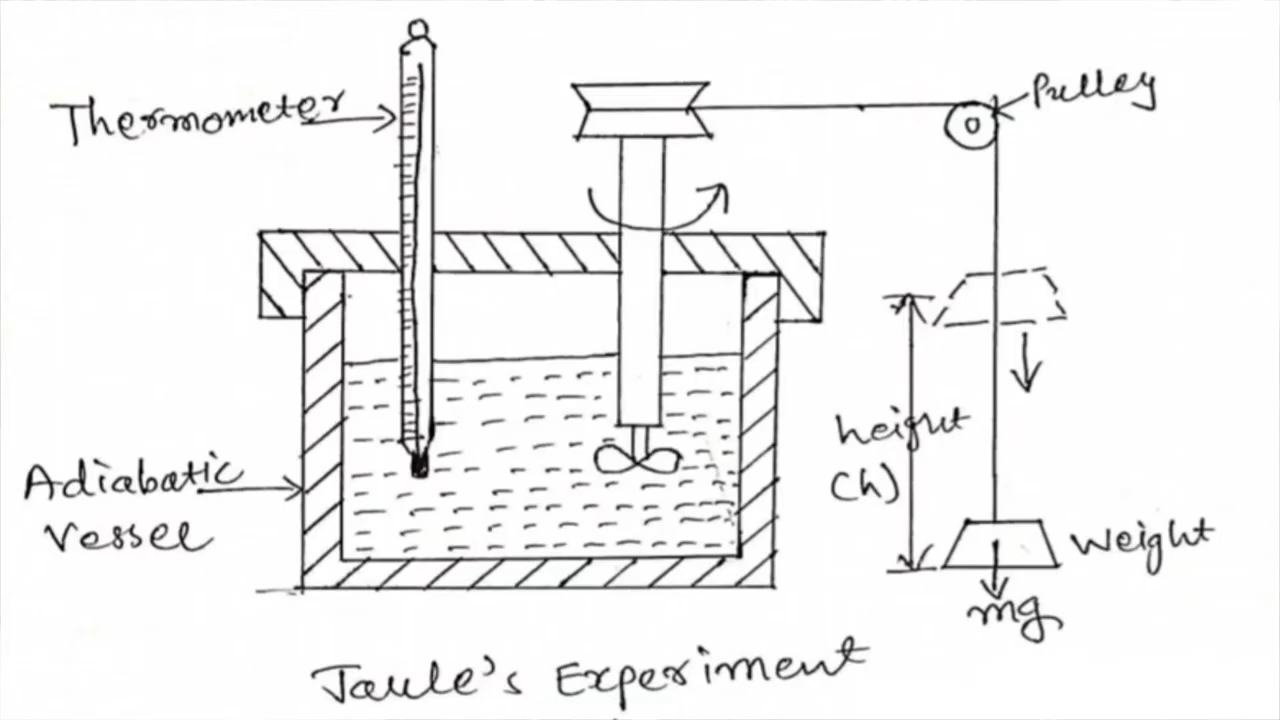 Thermometer
Pulley
height
(h)
Adiabatic
vessel
Weight
mg
Joule's Experiment